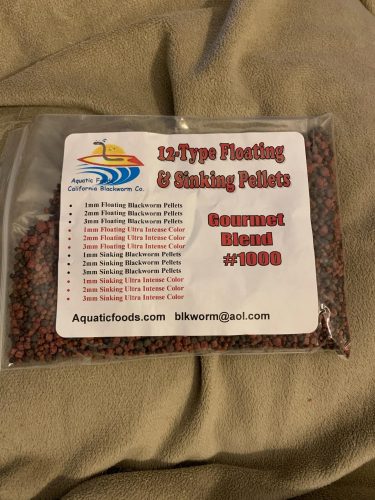 12-Type Floating
& Sinking Pellets
Aquatic Foods
California Blackworm Co.
Gourmet
Blend
#1000
1mm Floating Blackworm Pellets
2mm Floating Blackworm Pellets
3mm Floating Blackworm Pellets
1mm Floating Ultra Intense Color
2mm Floating Ultra Intense Color
3mm Floating Ultra Intense Color
1mm Sinking Blackworm Pellets
2mm Sinking Blackworm Pellets
3mm Sinking Blackworm Pellets
1mm Sinking Ultra Intense Color
2mm Sinking Ultra Intense Color
3mm Sinking Ultra Intense Color
Aquaticfoods.com blkworm@aol.com